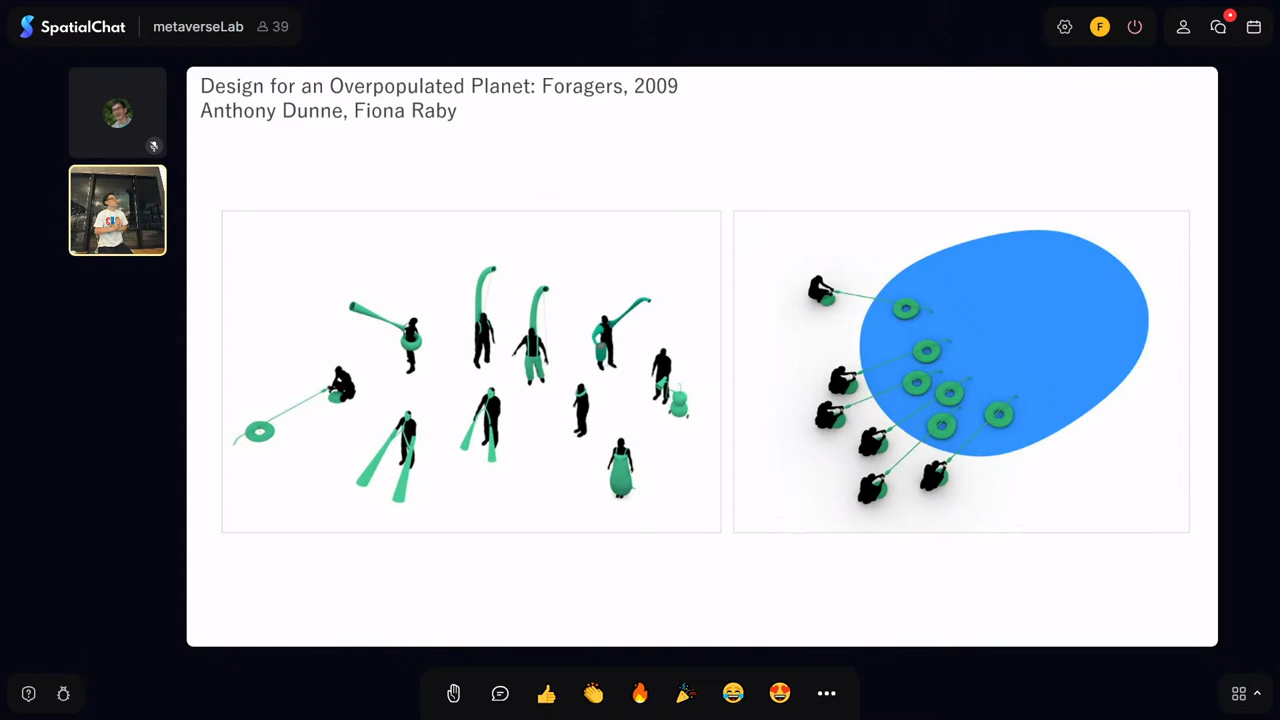 SpatialChat
metaverseLab
39
F
Design for an Overpopulated Planet: Foragers, 2009
Anthony Dunne, Fiona Raby